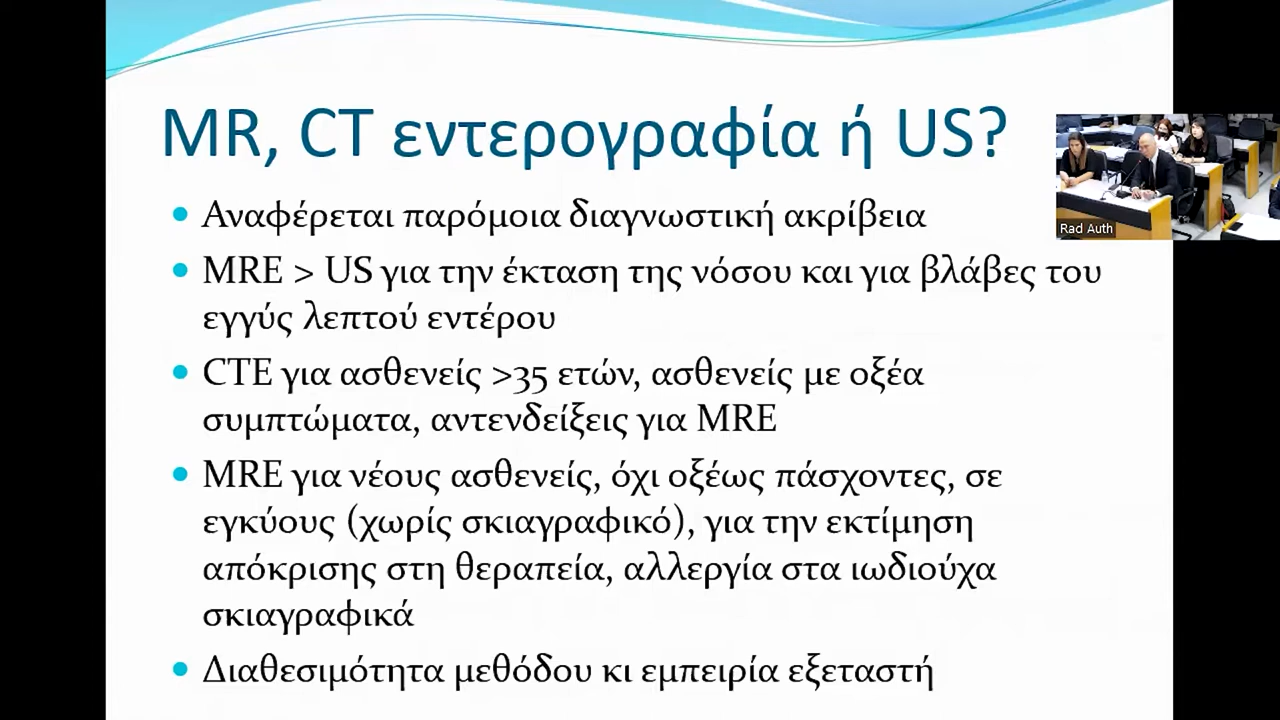 MR, CT εντερογραφία ή US?
• Αναφέρεται παρόμοια διαγνωστική ακρίβεια
• MRE > US για την έκταση της νόσου και για βλάβες του
εγγύς λεπτού εντέρου
• CTE για ασθενείς >35 ετών, ασθενείς με οξέα
συμπτώματα, αντενδείξεις για MRE
• MRE για νέους ασθενείς, όχι οξέως πάσχοντες, σε
εγκύους (χωρίς σκιαγραφικό), για την εκτίμηση
απόκρισης στη θεραπεία, αλλεργία στα ιωδιούχα
σκιαγραφικά
• Διαθεσιμότητα μεθόδου κι εμπειρία εξεταστή
Rad Auth